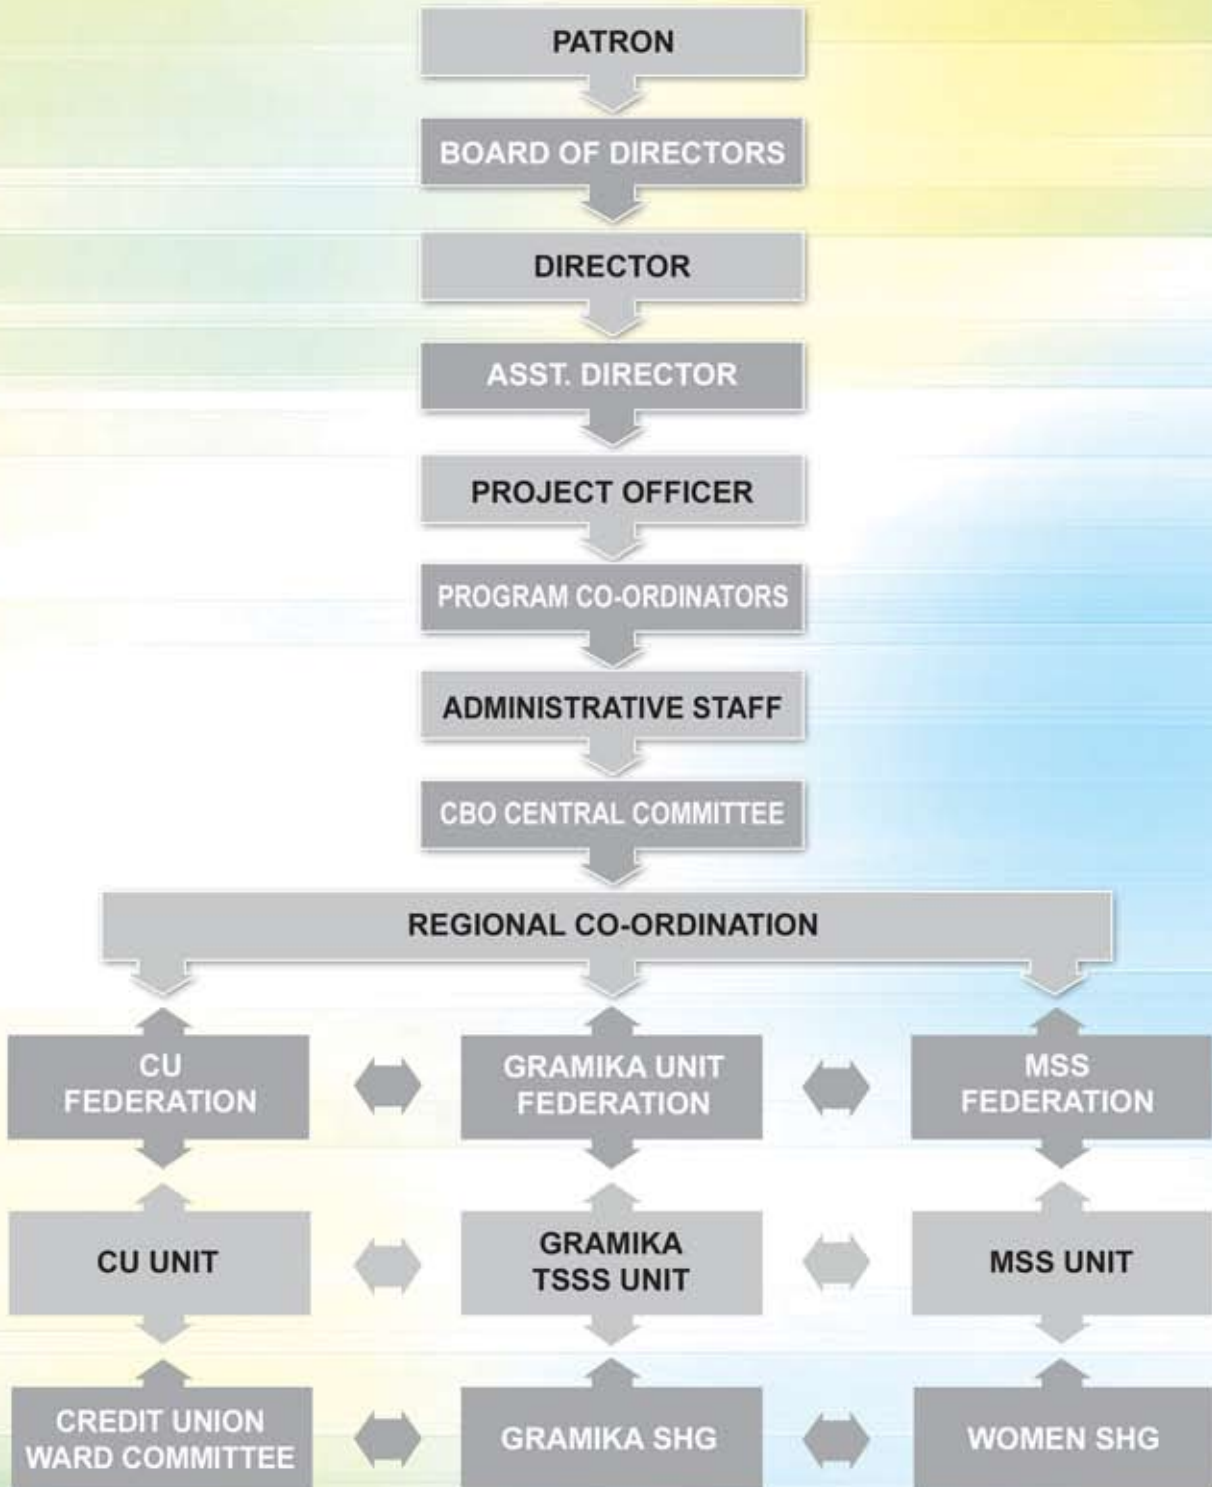 PATRON
BOARD OF DIRECTORS
DIRECTOR
ASST. DIRECTOR
PROJECT OFFICER
PROGRAM CO-ORDINATORS
ADMINISTRATIVE STAFF
CBO CENTRAL COMMITTEE
REGIONAL CO-ORDINATION
CU
FEDERATION
GRAMIKA UNIT
FEDERATION
MSS
FEDERATION
CU UNIT
GRAMIKA
TSSS UNIT
MSS UNIT
CREDIT UNION
WARD COMMITTEE
GRAMIKA SHG
WOMEN SHG